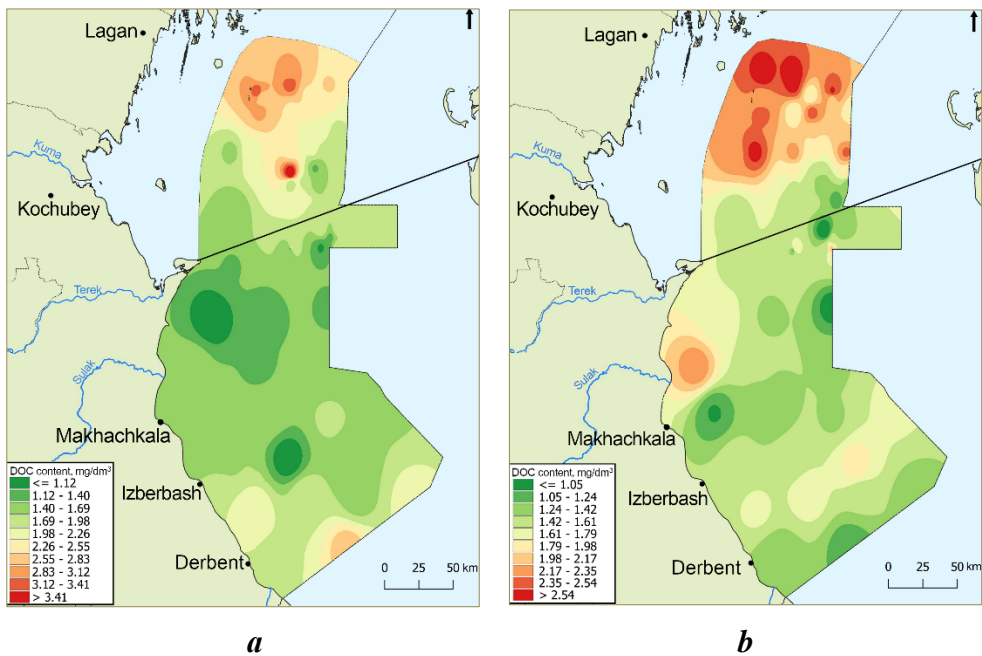 Lagan
Kuma
Kochubey
Terek
Sulak
Makhachkala
DOC content, mg/dm³
<= 1.12
1.12 - 1.40
1.40 - 1.69
1.69 - 1.98
1.98 - 2.26
2.26 - 2.55
2.55 - 2.83
2.83 - 3.12
3.12 - 3.41
> 3.41
Izberbash
Derbent
0 25 50 km
a
Lagan
Kuma
Kochubey
Terek
Sulak
Makhachkala
DOC content, mg/dm³
<= 1.05
1.05 - 1.24
1.24 - 1.42
1.42 - 1.61
1.61 - 1.79
1.79 - 1.98
1.98 - 2.17
2.17 - 2.35
2.35 - 2.54
> 2.54
Izberbash
Derbent
0 25 50 km
b